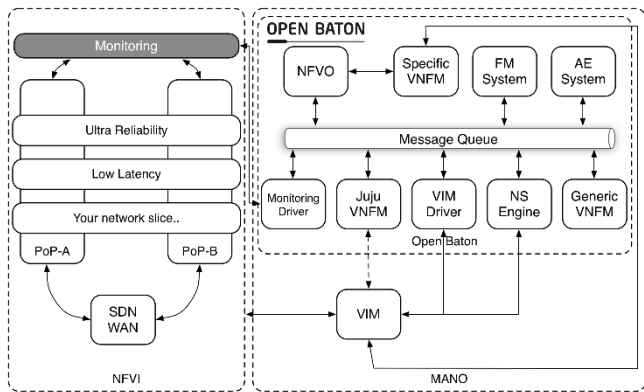 Monitoring
Ultra Reliability
Low Latency
Your network slice..
PoP-A
PoP-B
SDN
WAN
NFVI
OPEN BATON
NFVO
Specific
VNFM
FM
System
AE
System
Message Queue
Monitoring
Driver
Juju
VNFM
VIM
Driver
NS
Engine
Generic
VNFM
Open Baton
VIM
MANO